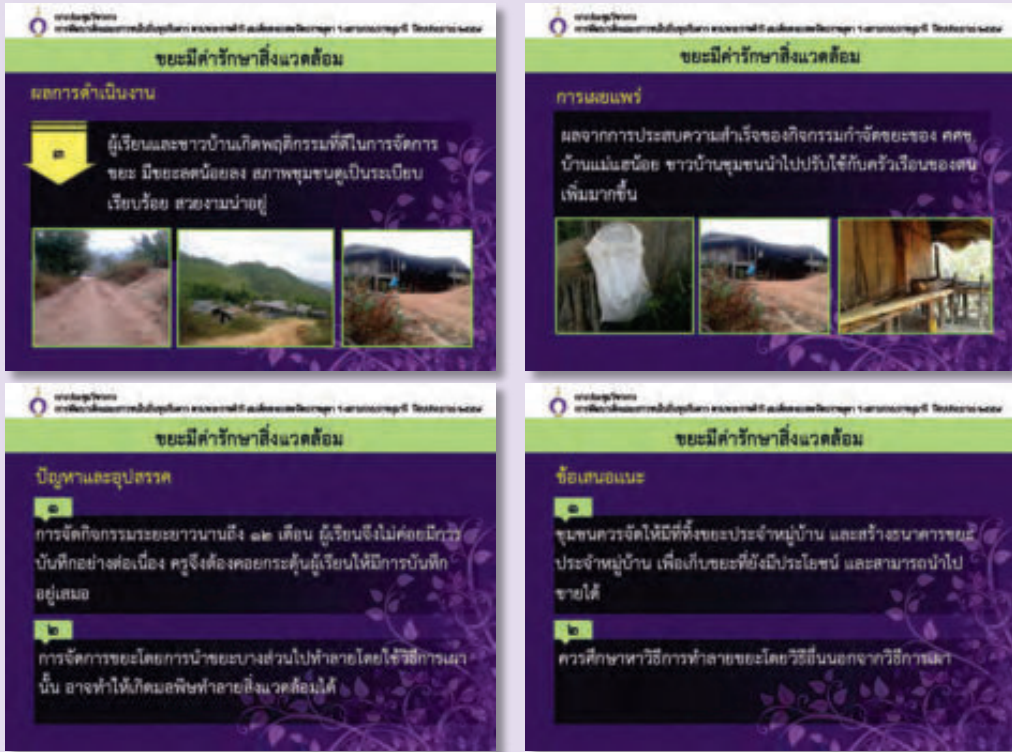 ขยะมีค่ารักษาสิ่งแวดล้อม
ผลการดำเนินงาน
๓
ผู้เรียนและชาวบ้านเกิดพฤติกรรมที่ดีในการจัดการ
ขยะ มีขยะลดน้อยลง สภาพชุมชนดูเป็นระเบียบ
เรียบร้อย สวยงามน่าอยู่
ขยะมีค่ารักษาสิ่งแวดล้อม
การเผยแพร่
ผลจากการประสบความสำเร็จของกิจกรรมกำจัดขยะของ ศศช.
บ้านแม่แฮน้อย ชาวบ้านชุมชนนำไปปรับใช้กับครัวเรือนของตน
เพิ่มมากขึ้น
ขยะมีค่ารักษาสิ่งแวดล้อม
ปัญหาและอุปสรรค
๑
การจัดกิจกรรมระยะยาวนานถึง ๑๒ เดือน ผู้เรียนจึงไม่ค่อยมีการ
บันทึกอย่างต่อเนื่อง ครูจึงต้องคอยกระตุ้นผู้เรียนให้มีการบันทึก
อยู่เสมอ
๒
การจัดการขยะโดยการนำขยะบางส่วนไปทำลายโดยใช้วิธีการเผา
นั้น อาจทำให้เกิดมลพิษทำลายสิ่งแวดล้อมได้
ขยะมีค่ารักษาสิ่งแวดล้อม
ข้อเสนอแนะ
๑
ชุมชนควรจัดให้มีที่ทิ้งขยะประจำหมู่บ้าน และสร้างธนาคารขยะ
ประจำหมู่บ้าน เพื่อเก็บขยะที่ยังมีประโยชน์ และสามารถนำไป
ขายได้
๒
ควรศึกษาหาวิธีการทำลายขยะโดยวิธีอื่นนอกจากวิธีการเผา